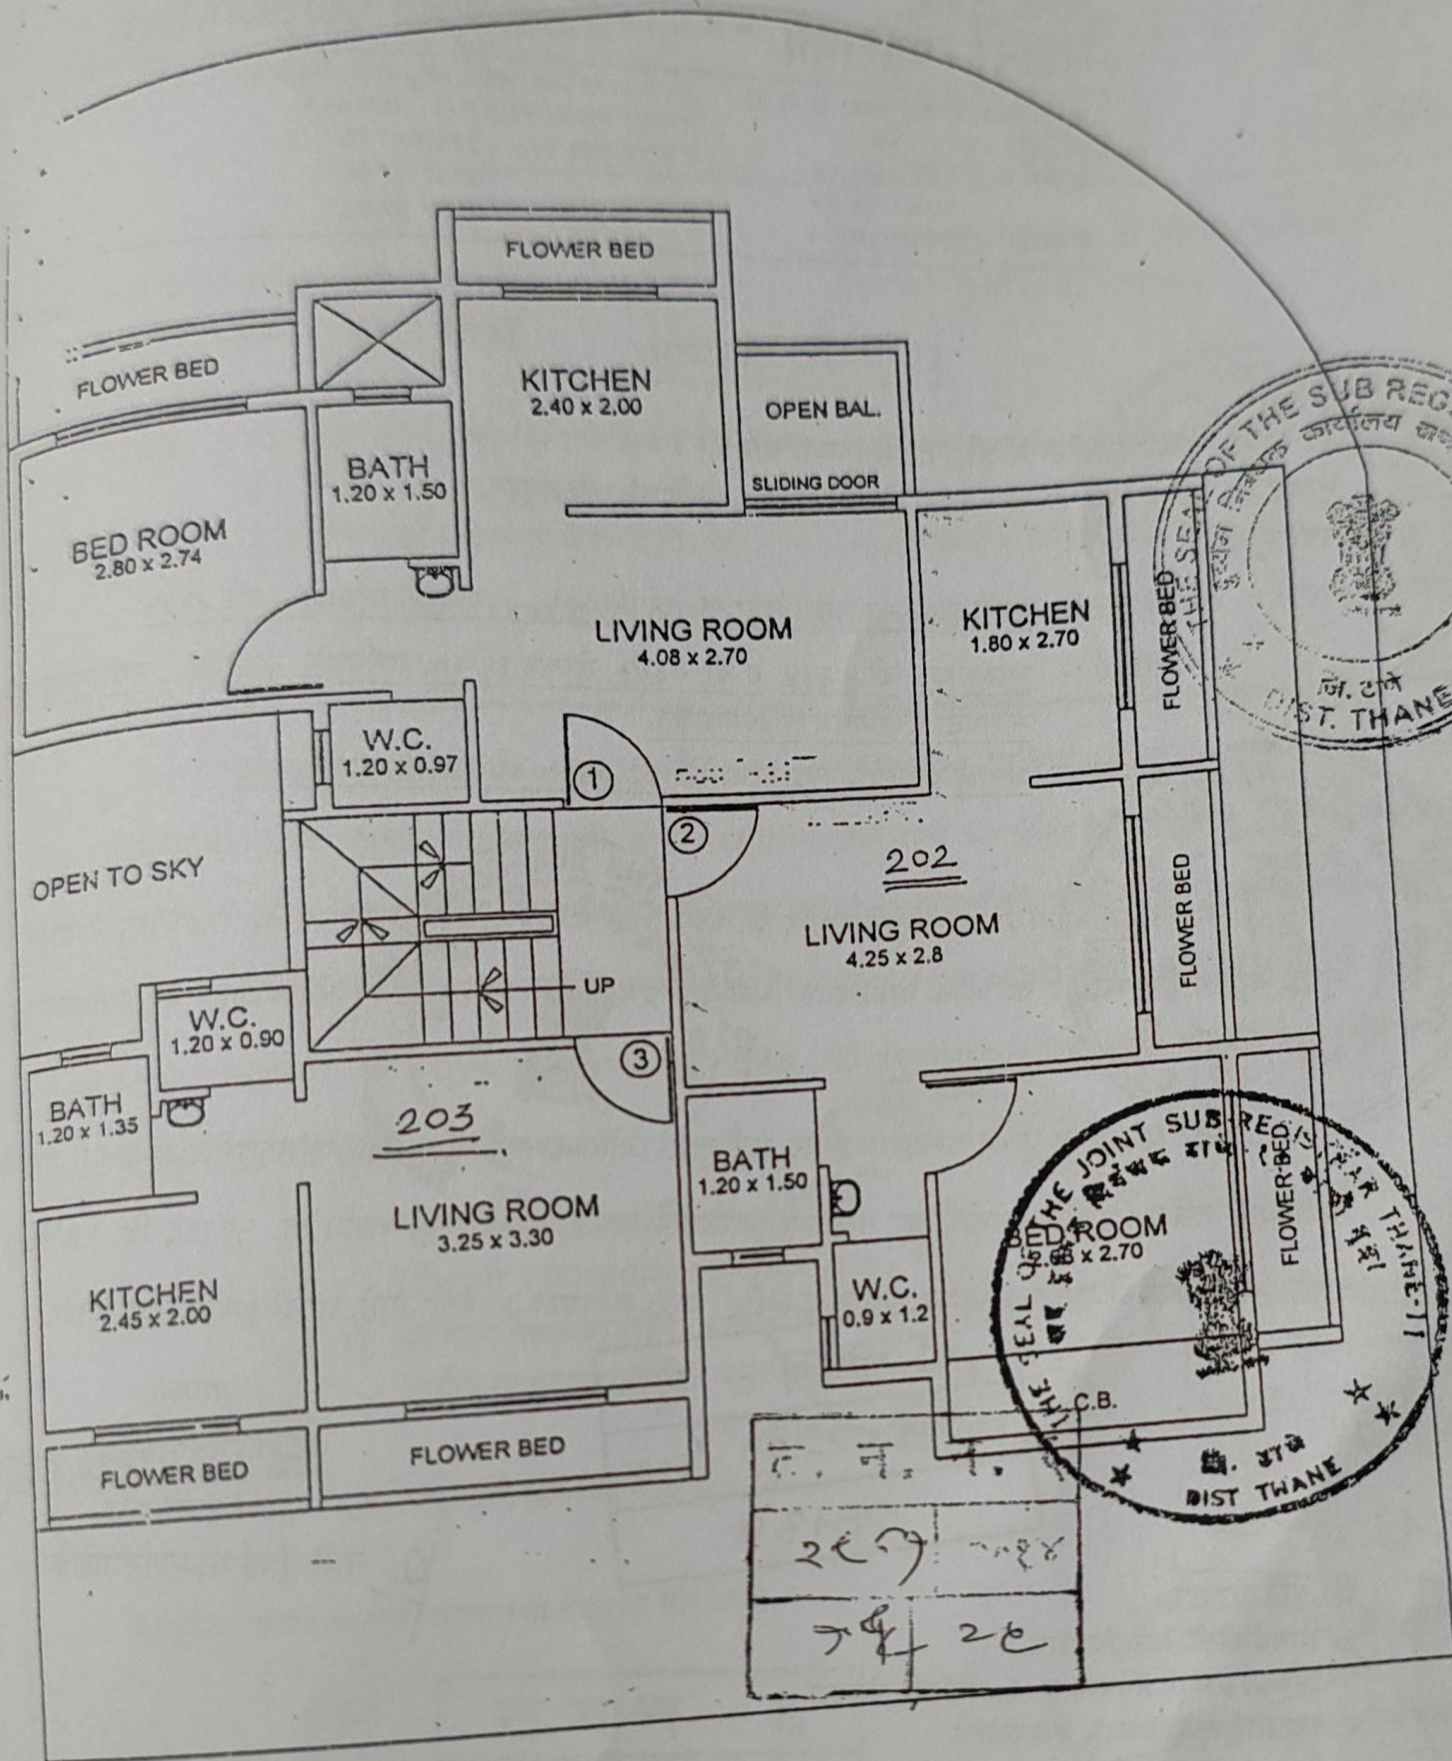 FLOWER BED
FLOWER BED
KITCHEN
2.40 x 2.00
OPEN BAL.
SLIDING DOOR
BATH
1.20 x 1.50
BED ROOM
2.80 x 2.74
LIVING ROOM
4.08 x 2.70
KITCHEN
1.80 x 2.70
FLOWER BED
W.C.
1.20 x 0.97
1
2
202
OPEN TO SKY
LIVING ROOM
4.25 x 2.8
FLOWER BED
UP
W.C.
1.20 x 0.90
3
BATH
1.20 x 1.35
203
LIVING ROOM
3.25 x 3.30
BATH
1.20 x 1.50
BED ROOM
x 2.70
FLOWER BED
KITCHEN
2.45 x 2.00
W.C.
0.9 x 1.2
C.B.
FLOWER BED
FLOWER BED
THE SEAL OF THE SUB REG
कार्यालय
जि. ठाणे
DIST. THANE
THE SEAL OF THE JOINT SUB REGISTRAR THANE-11
DIST THANE
२९